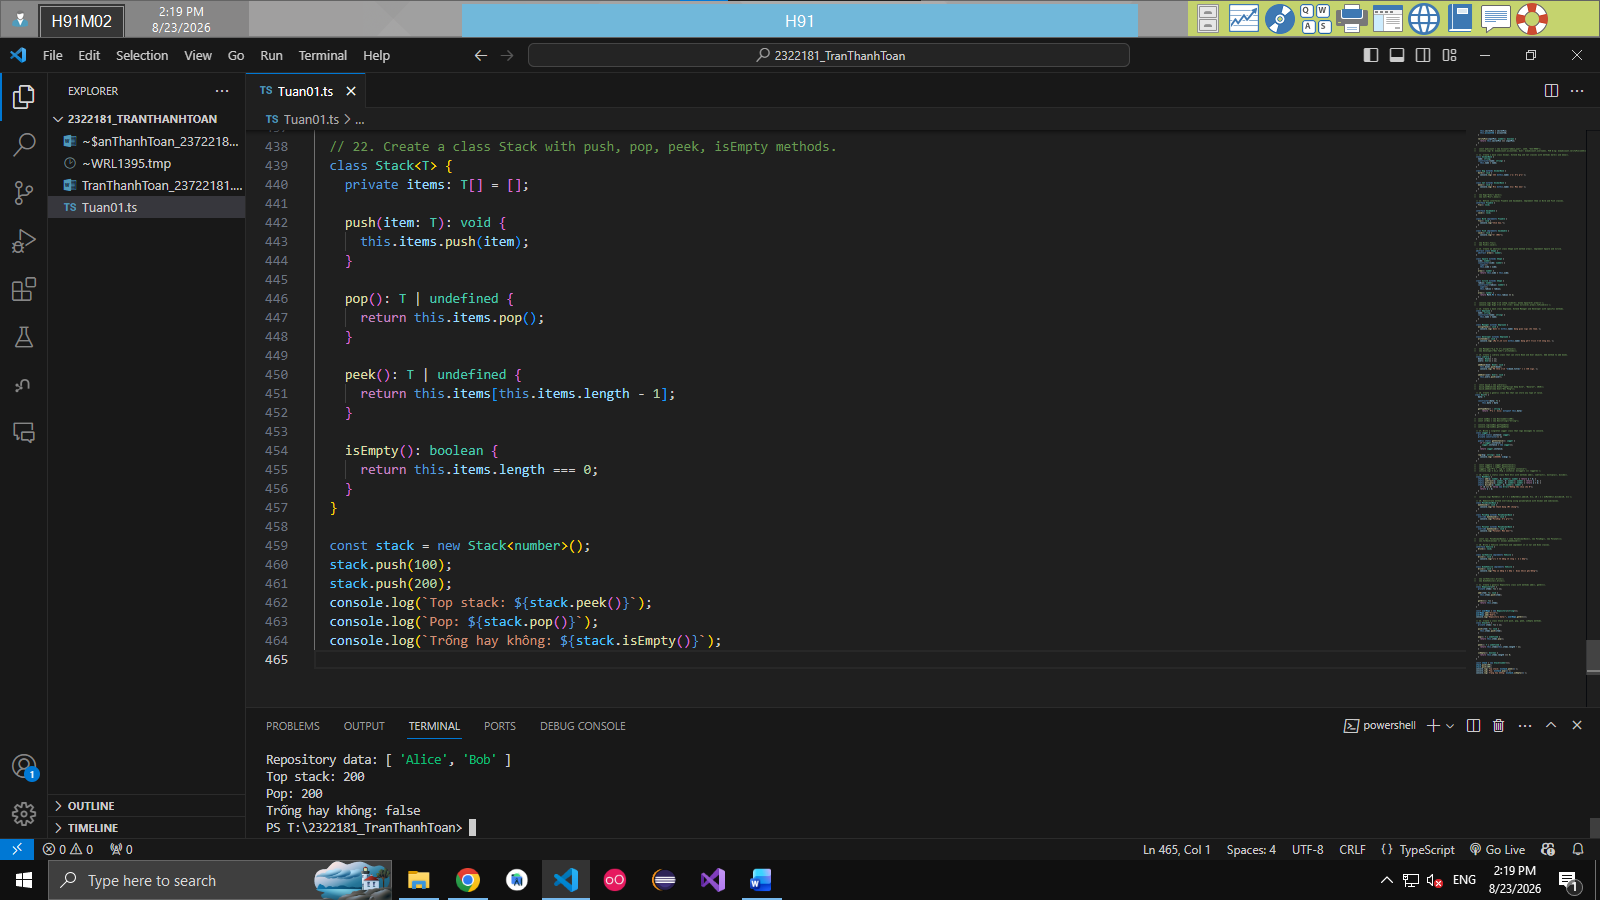 H91M02
2:19 PM
8/23/2026
H91
Q W
A S
File Edit Selection View Go Run Terminal Help
2322181_TranThanhToan
EXPLORER
TS Tuan01.ts
2322181_TRANTHANHTOAN
TS Tuan01.ts > ...
~$anThanhToan_2372218...
~WRL1395.tmp
TranThanhToan_23722181....
TS Tuan01.ts
438 // 22. Create a class Stack with push, pop, peek, isEmpty methods.
439 class Stack<T> {
440 private items: T[] = [];
441
442 push(item: T): void {
443 this.items.push(item);
444 }
445
446 pop(): T | undefined {
447 return this.items.pop();
448 }
449
450 peek(): T | undefined {
451 return this.items[this.items.length - 1];
452 }
453
454 isEmpty(): boolean {
455 return this.items.length === 0;
456 }
457 }
458
459 const stack = new Stack<number>();
460 stack.push(100);
461 stack.push(200);
462 console.log(`Top stack: ${stack.peek()}`);
463 console.log(`Pop: ${stack.pop()}`);
464 console.log(`Trống hay không: ${stack.isEmpty()}`);
465
PROBLEMS OUTPUT TERMINAL PORTS DEBUG CONSOLE
powershell
Repository data: [ 'Alice', 'Bob' ]
Top stack: 200
Pop: 200
Trống hay không: false
PS T:\2322181_TranThanhToan>
OUTLINE
TIMELINE
1
0 0 0
Ln 465, Col 1 Spaces: 4 UTF-8 CRLF {} TypeScript Go Live
Type here to search
ENG
2:19 PM
8/23/2026
1